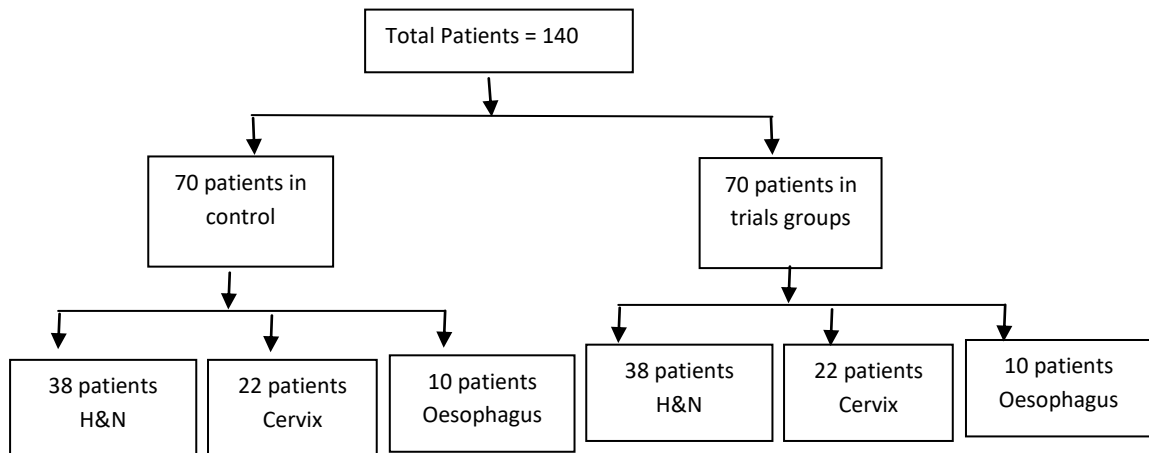 Total Patients = 140
70 patients in
control
70 patients in
trials groups
38 patients
H&N
22 patients
Cervix
10 patients
Oesophagus
38 patients
H&N
22 patients
Cervix
10 patients
Oesophagus